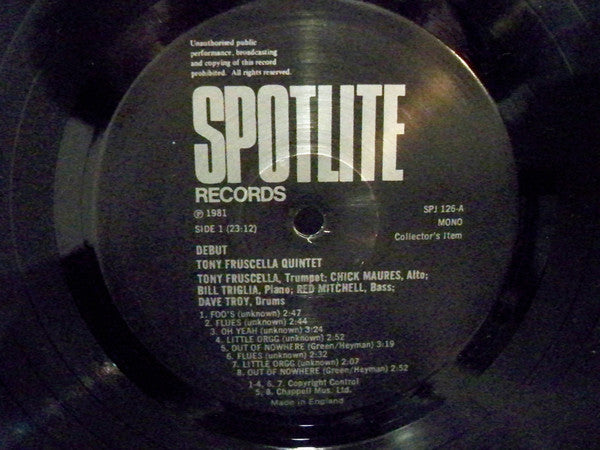 Unauthorised public
performance, broadcasting
and copying of this record
prohibited. All rights reserved.
SPOTLITE
RECORDS
℗ 1981
SIDE 1 (23:12)
SPJ 126-A
MONO
Collector's Item
DEBUT
TONY FRUSCELLA QUINTET
TONY FRUSCELLA, Trumpet; CHICK MAURES, Alto;
BILL TRIGLIA, Piano; RED MITCHELL, Bass;
DAVE TROY, Drums
1. FOO'S (unknown) 2:47
2. FLUES (unknown) 2:44
3. OH YEAH (unknown) 3:24
4. LITTLE ORGG (unknown) 2:52
5. OUT OF NOWHERE (Green/Heyman) 3:19
6. FLUES (unknown) 2:32
7. LITTLE ORGG (unknown) 2:07
8. OUT OF NOWHERE (Green/Heyman) 2:52
1-4, 6, 7. Copyright Control
5, 8. Chappell Mus. Ltd.
Made in England